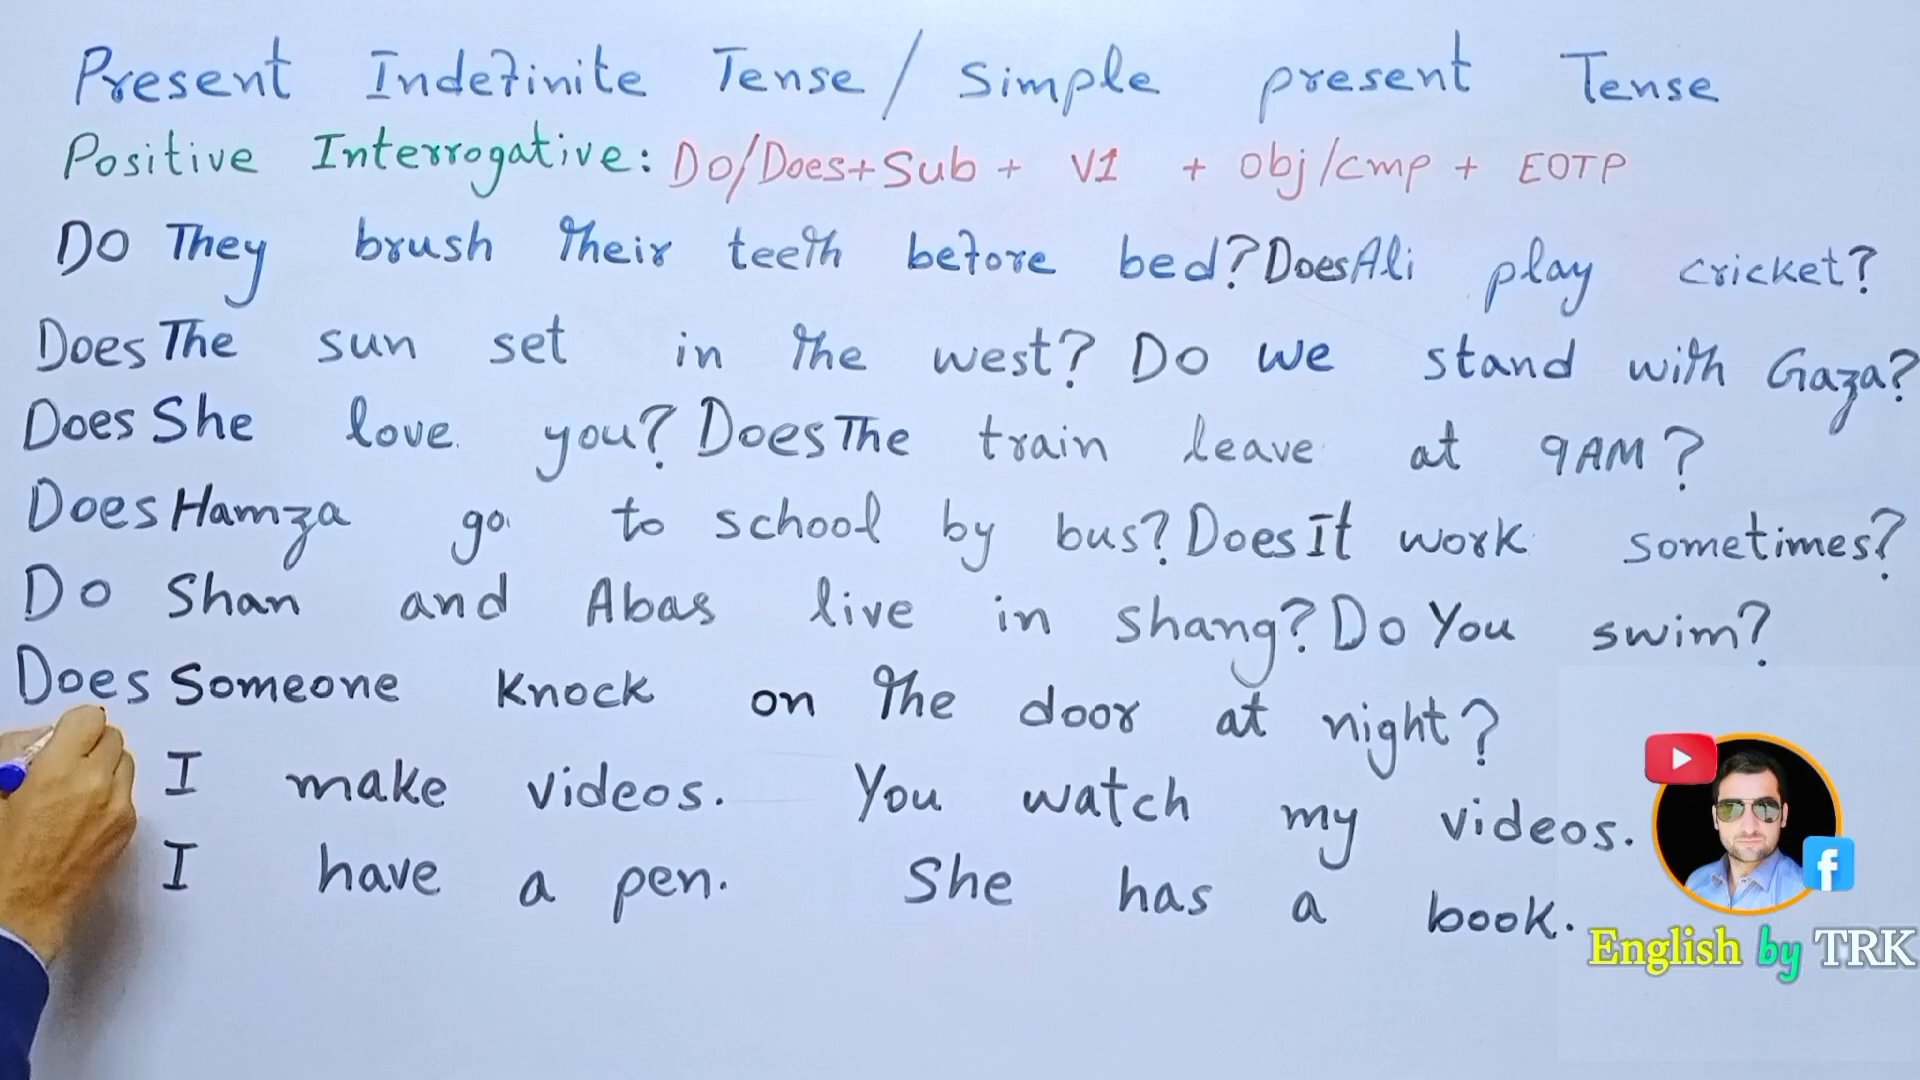 Present Indefinite Tense / Simple present Tense
Positive Interrogative: Do/Does+Sub + V1 + Obj/cmp + EOTP
Do They brush their teeth before bed? Does Ali play cricket?
Does The sun set in the west? Do we stand with Gaza?
Does She love you? Does The train leave at 9AM?
Does Hamza go to school by bus? Does It work sometimes?
Do Shan and Abas live in shang? Do You swim?
Does Someone knock on the door at night?
I make videos. You watch my videos.
I have a pen. She has a book.
English by TRK